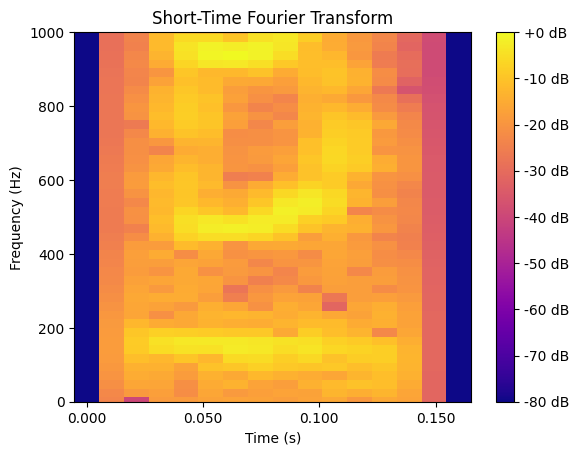 Short-Time Fourier Transform
1000
800
600
400
200
0
Frequency (Hz)
0.000
0.050
0.100
0.150
Time (s)
+0 dB
-10 dB
-20 dB
-30 dB
-40 dB
-50 dB
-60 dB
-70 dB
-80 dB